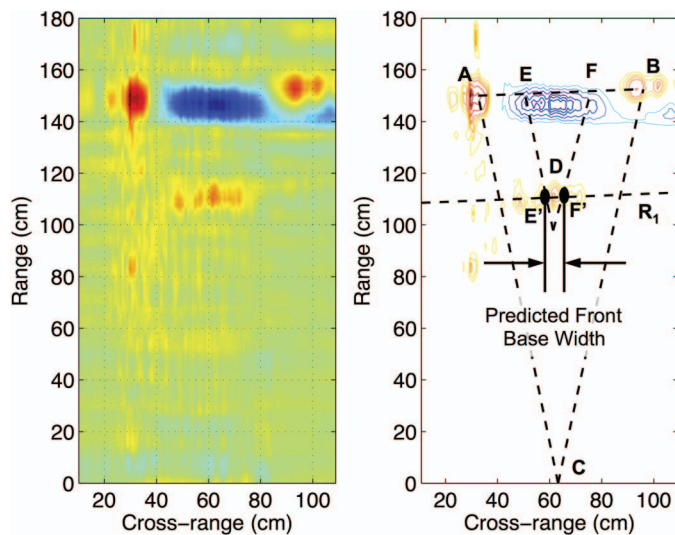 180
160
140
120
100
80
60
40
20
0
Range (cm)
20 40 60 80 100
Cross-range (cm)
180
160
140
120
100
80
60
40
20
0
Range (cm)
A E F B
D
E' F'
R1
Predicted Front
Base Width
C
20 40 60 80 100
Cross-range (cm)